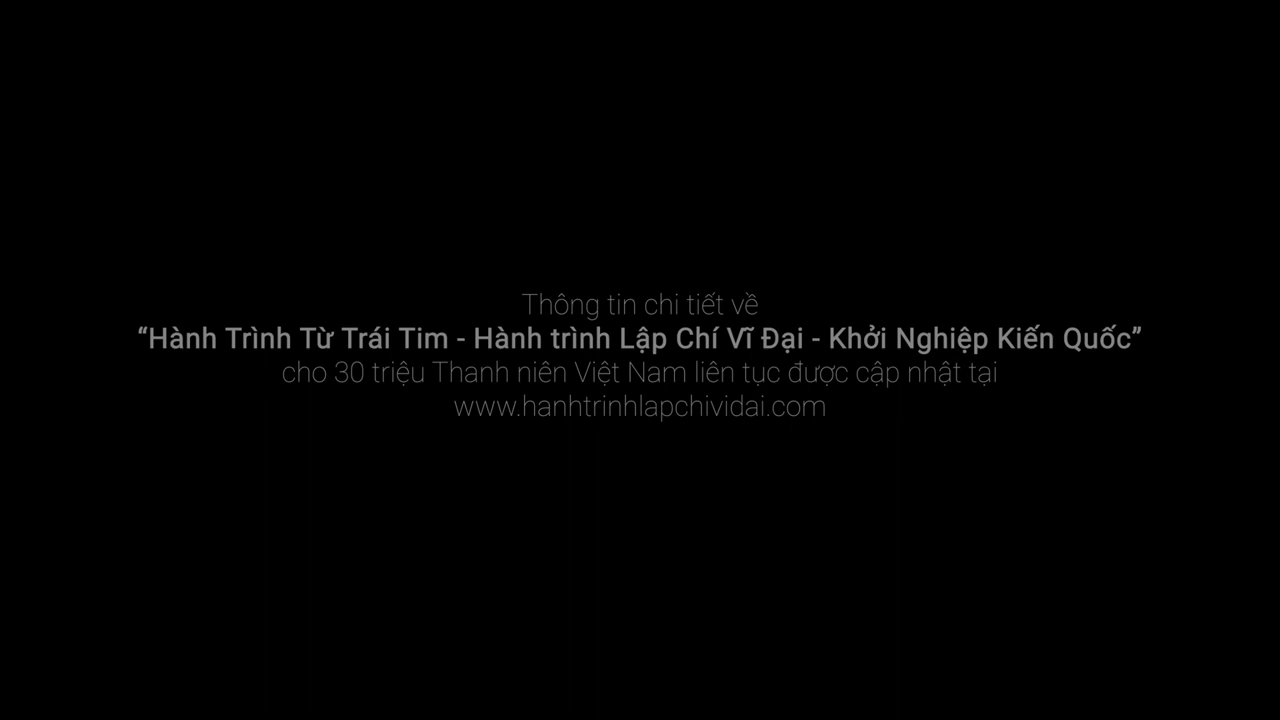 Thông tin chi tiết về
“Hành Trình Từ Trái Tim - Hành trình Lập Chí Vĩ Đại - Khởi Nghiệp Kiến Quốc”
cho 30 triệu Thanh niên Việt Nam liên tục được cập nhật tại
www.hanhtrinhlapchividai.com